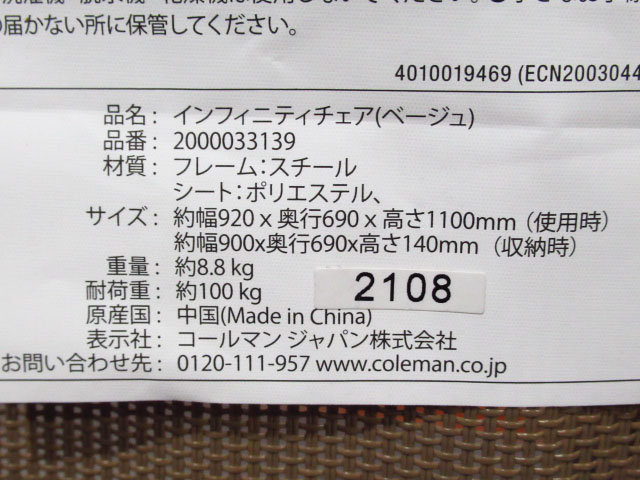 の届かない所に保管してください。
4010019469 (ECN2003044
品名： インフィニティチェア(ベージュ)
品番： 2000033139
材質： フレーム：スチール
シート：ポリエステル、
サイズ： 約幅920 x 奥行690 x 高さ1100mm（使用時）
約幅900x奥行690x高さ140mm（収納時）
重量： 約8.8 kg
耐荷重： 約100 kg
2108
原産国： 中国(Made in China)
表示社： コールマン ジャパン株式会社
お問い合わせ先： 0120-111-957 www.coleman.co.jp